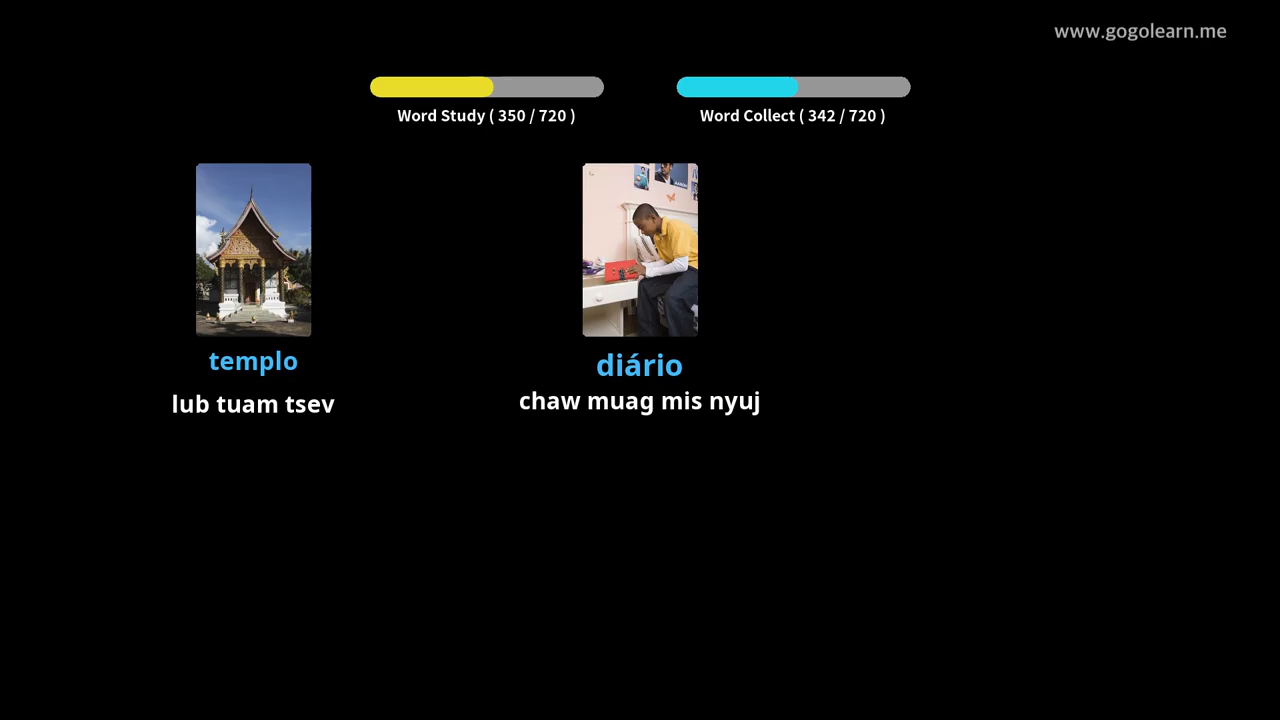 www.gogolearn.me
Word Study ( 350 / 720 )
Word Collect ( 342 / 720 )
templo
lub tuam tsev
diário
chaw muag mis nyuj